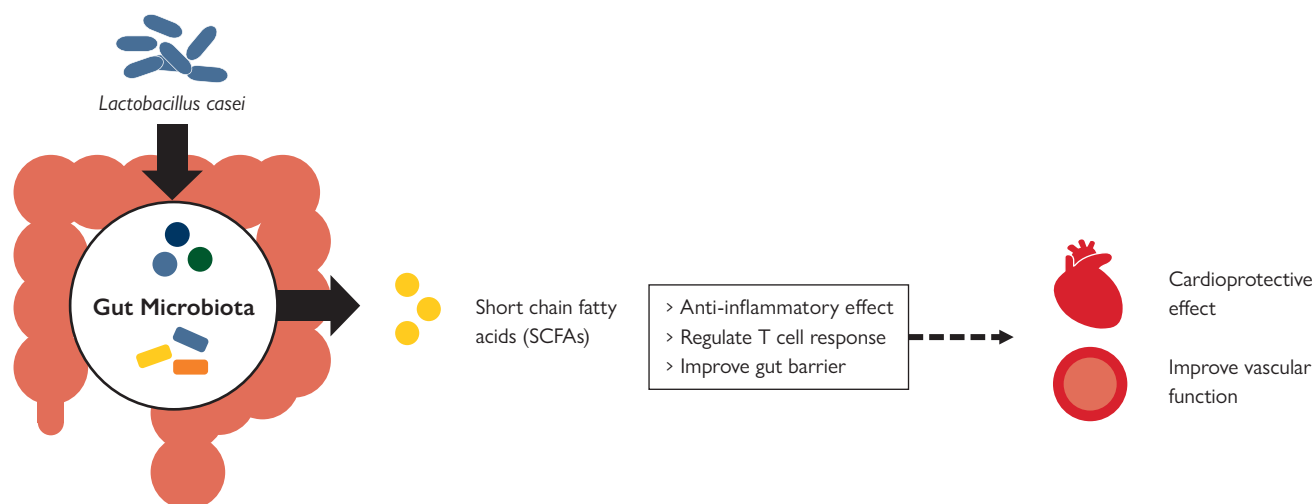 Lactobacillus casei
Gut Microbiota
Short chain fatty
acids (SCFAs)
> Anti-inflammatory effect
> Regulate T cell response
> Improve gut barrier
Cardioprotective
effect
Improve vascular
function